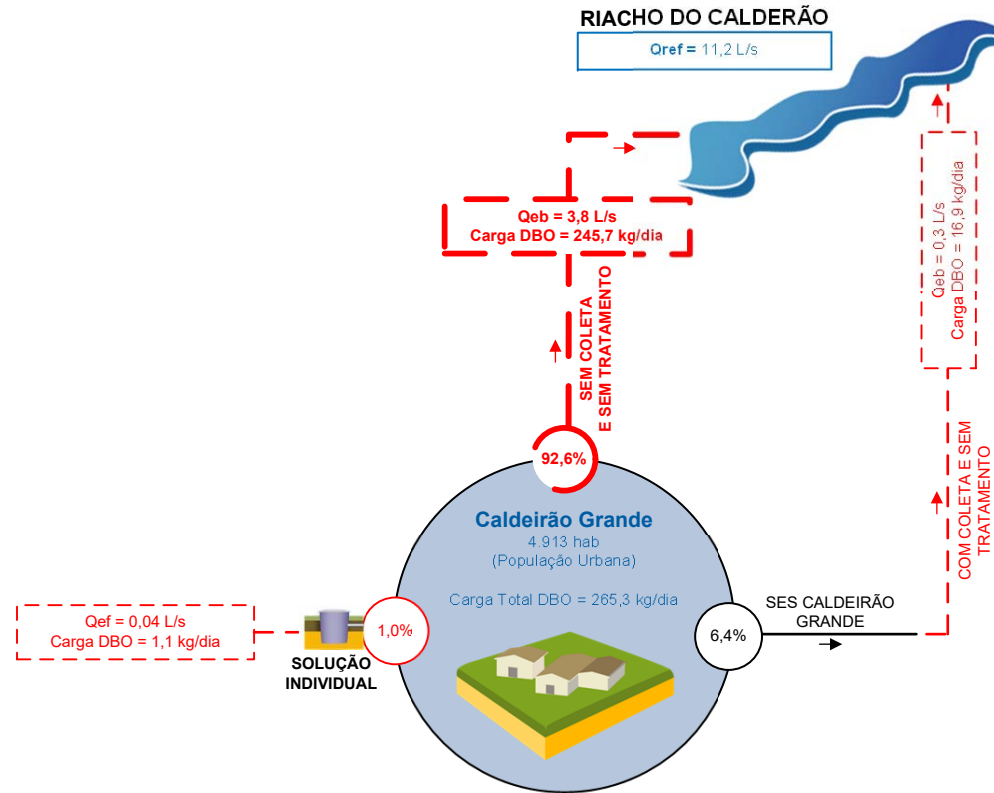 RIACHO DO CALDERÃO
Qref = 11,2 L/s
Qeb = 3,8 L/s
Carga DBO = 245,7 kg/dia
Qeb = 0,3 L/s
Carga DBO = 16,9 kg/dia
SEM COLETA
E SEM TRATAMENTO
COM COLETA E SEM
TRATAMENTO
92,6%
Caldeirão Grande
4.913 hab
(População Urbana)
Carga Total DBO = 265,3 kg/dia
Qef = 0,04 L/s
Carga DBO = 1,1 kg/dia
1,0%
SOLUÇÃO
INDIVIDUAL
6,4%
SES CALDEIRÃO
GRANDE